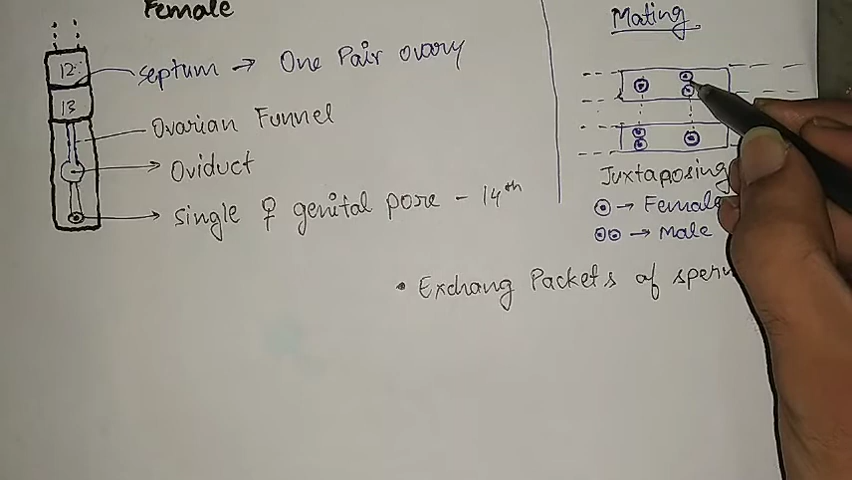 Female
Mating
12
septum → One Pair ovary
13
Ovarian Funnel
Oviduct
single ♀ genital pore - 14th
Juxtaposing
→ Female
→ Male
• Exchang Packets of